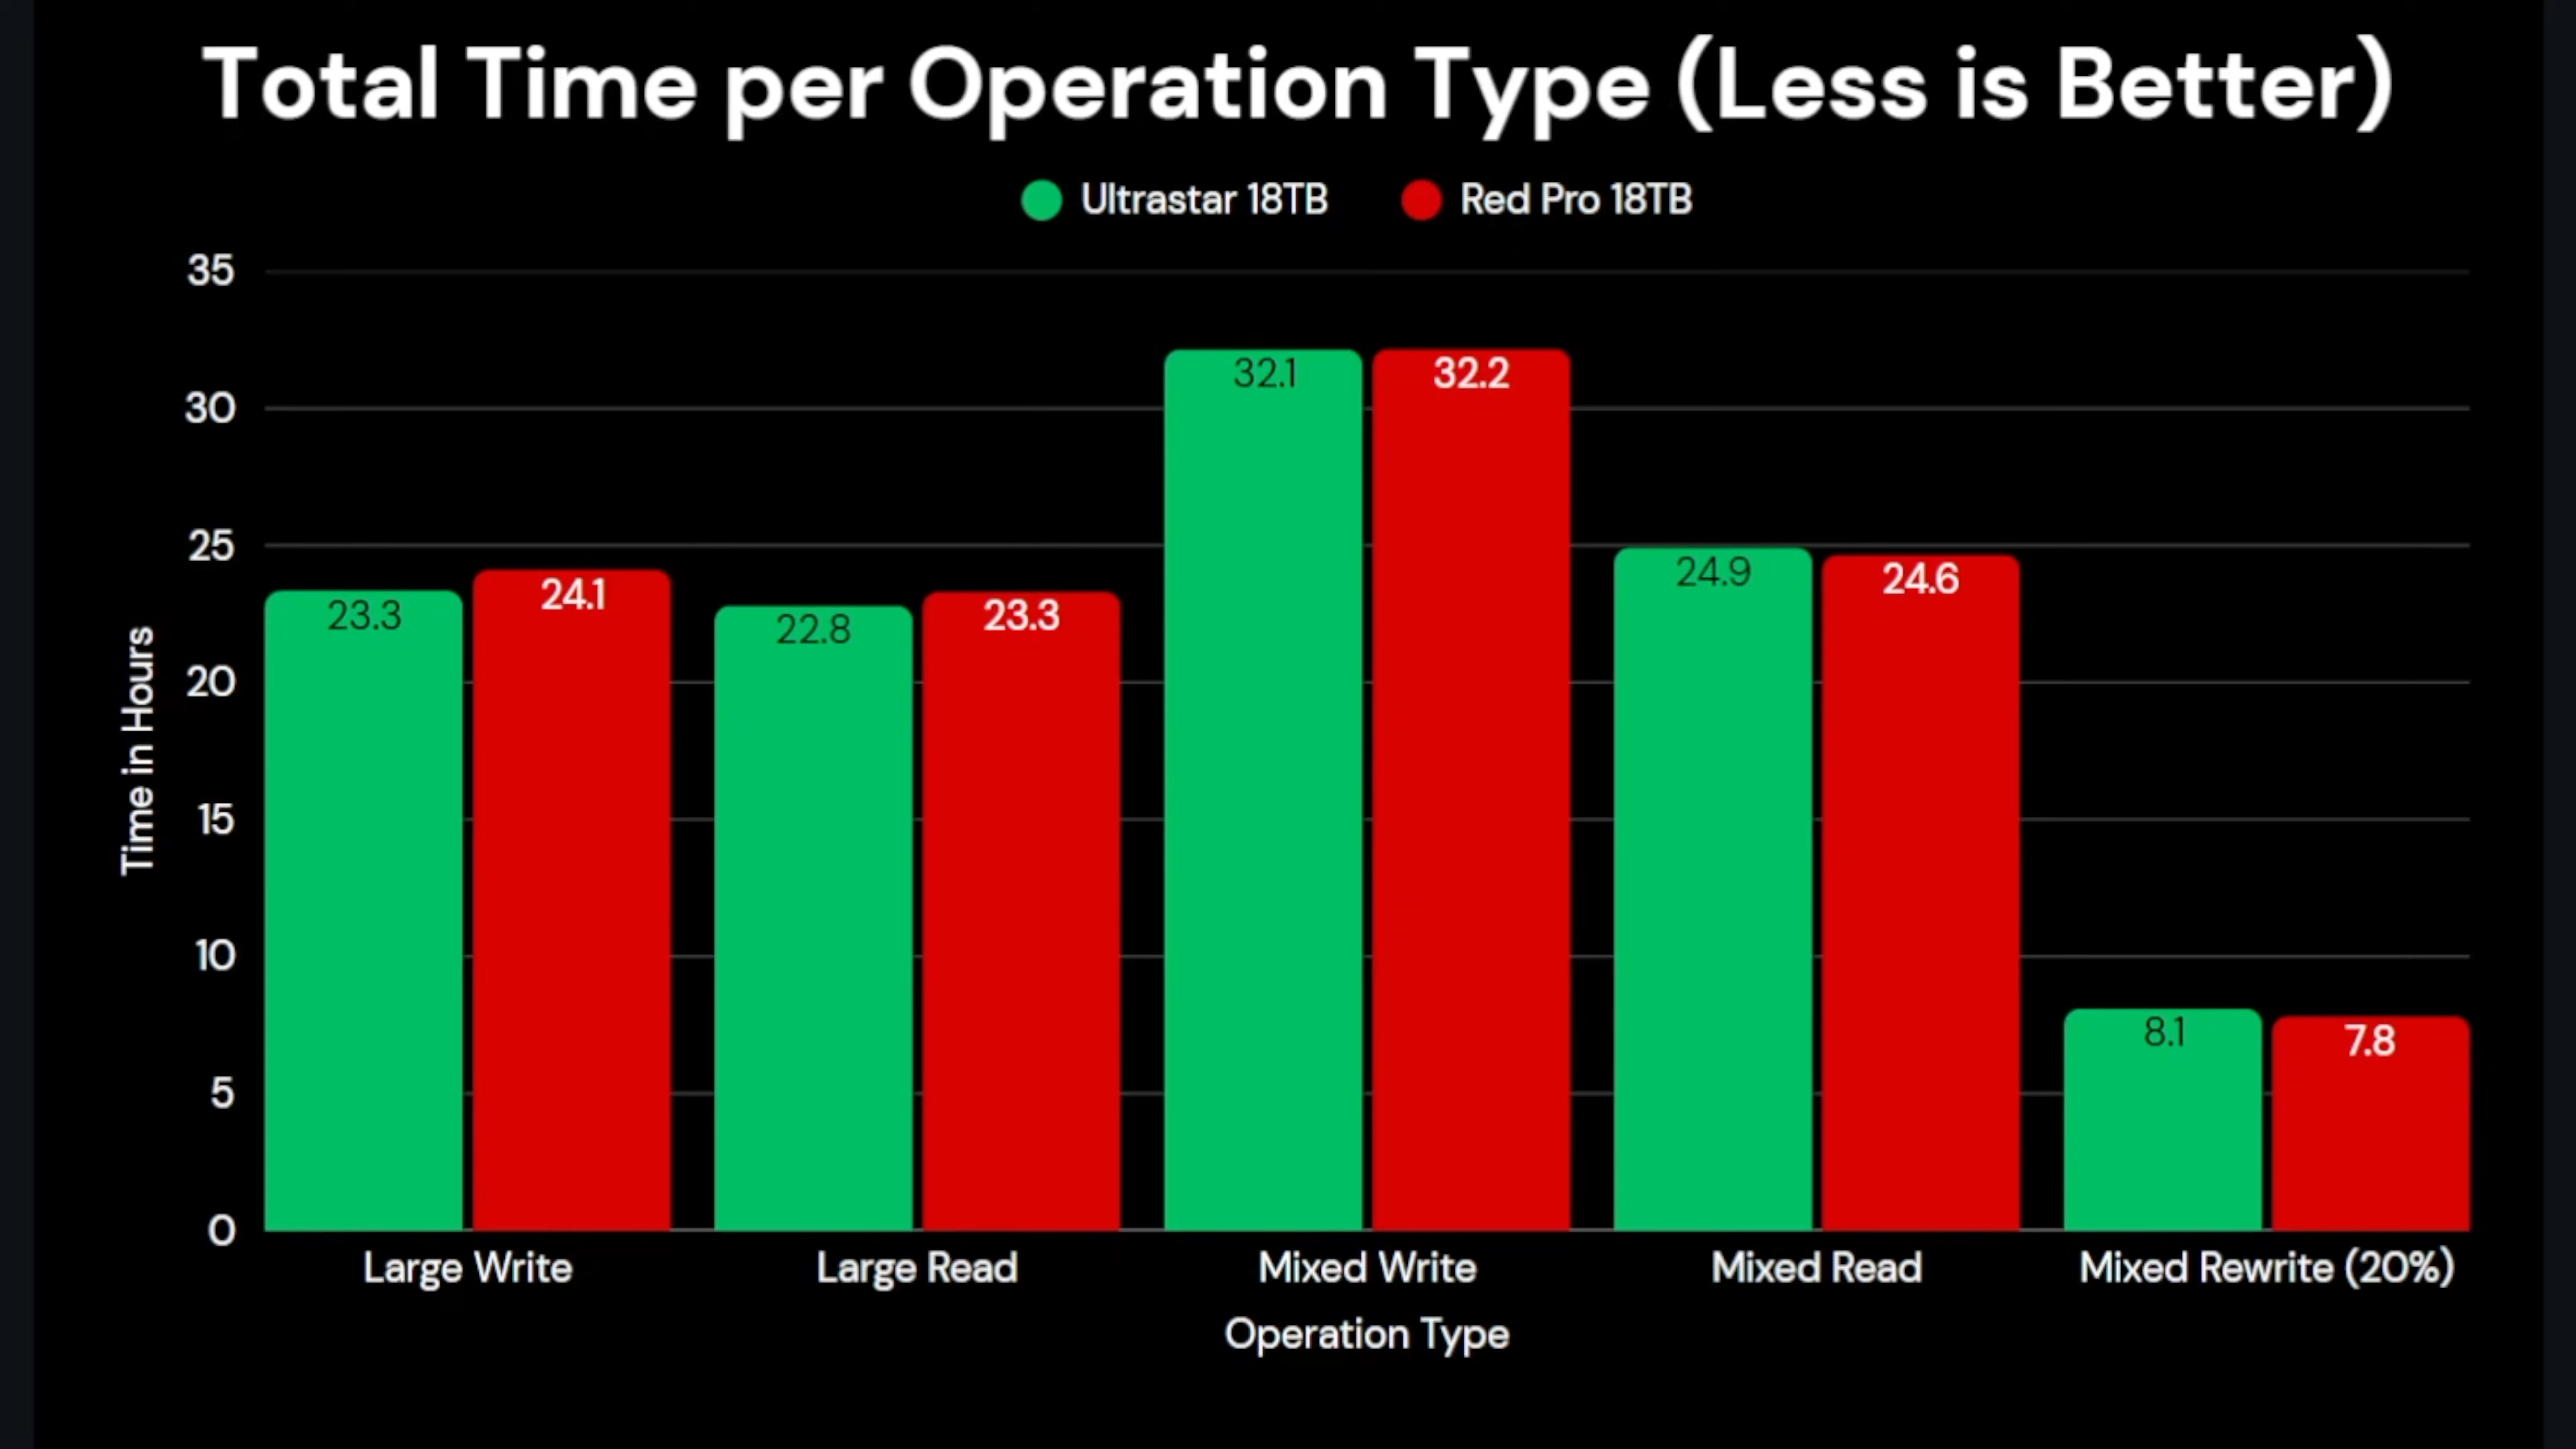 Total Time per Operation Type (Less is Better)
Ultrastar 18TB Red Pro 18TB
35
30
25
20
15
10
5
0
Time in Hours
23.3 24.1 22.8 23.3 32.1 32.2 24.9 24.6 8.1 7.8
Large Write Large Read Mixed Write Mixed Read Mixed Rewrite (20%)
Operation Type